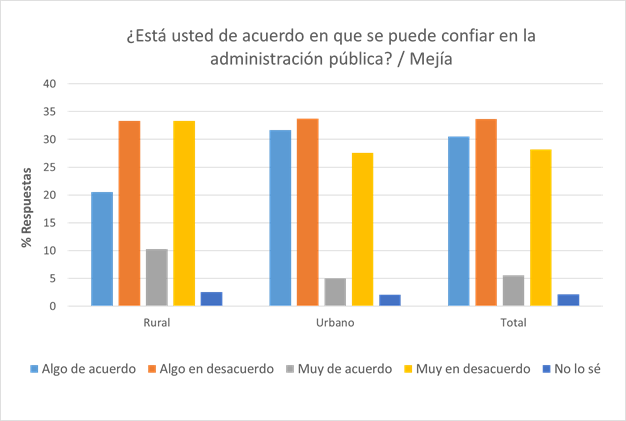 ¿Está usted de acuerdo en que se puede confiar en la
administración pública? / Mejía
% Respuestas
40
35
30
25
20
15
10
5
0
Rural
Urbano
Total
Algo de acuerdo
Algo en desacuerdo
Muy de acuerdo
Muy en desacuerdo
No lo sé